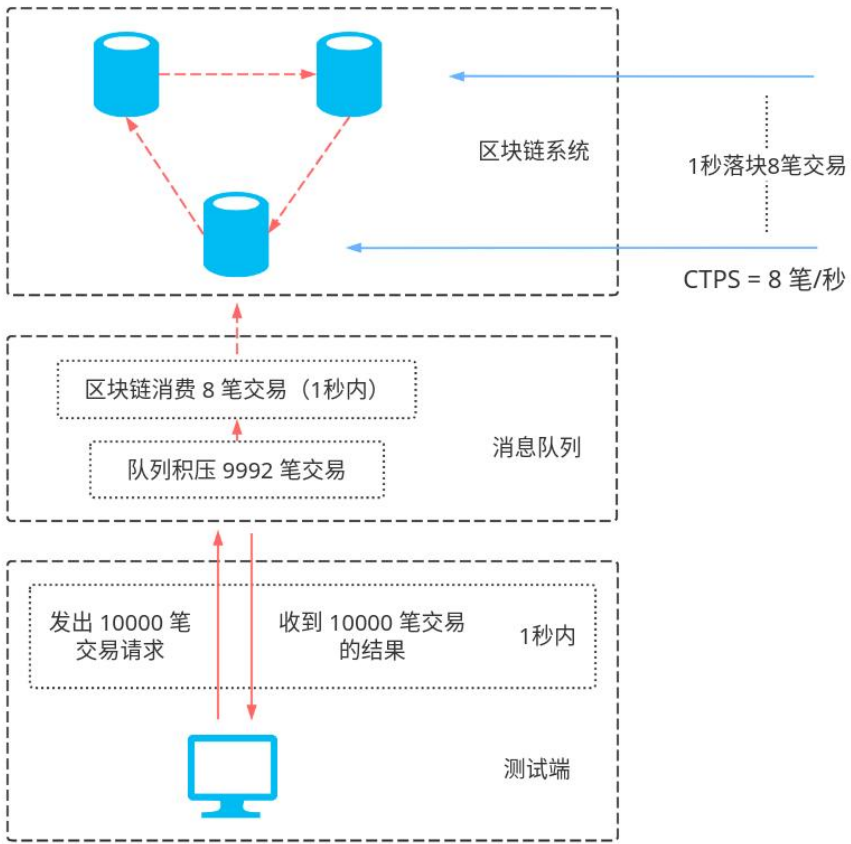 区块链系统
1秒落块8笔交易
CTPS = 8 笔/秒
区块链消费 8 笔交易（1秒内）
队列积压 9992 笔交易
消息队列
发出 10000 笔
交易请求
收到 10000 笔交易
的结果
1秒内
测试端